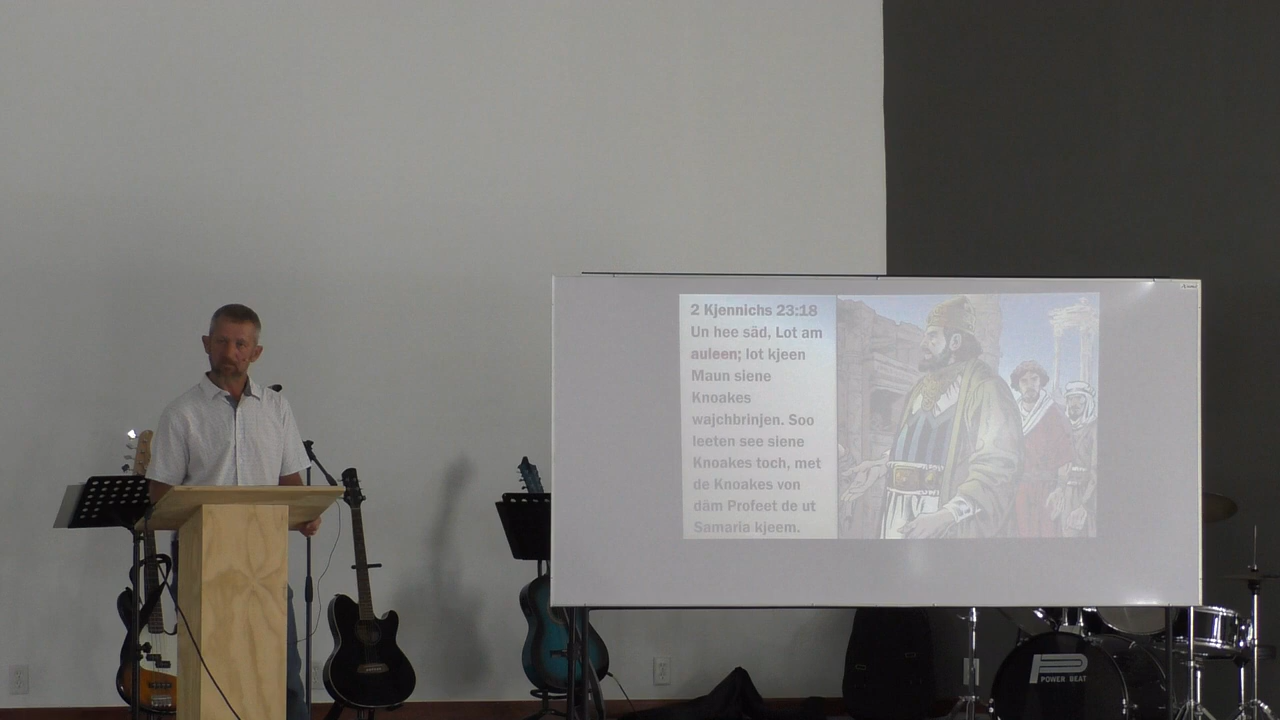 2 Kjennichs 23:18
Un hee säd, Lot am
auleen; lot kjeen
Maun siene
Knoakes
wajchbrinjen. Soo
leeten see siene
Knoakes toch, met
de Knoakes von
däm Profeet de ut
Samaria kjeem.
POWER BEAT